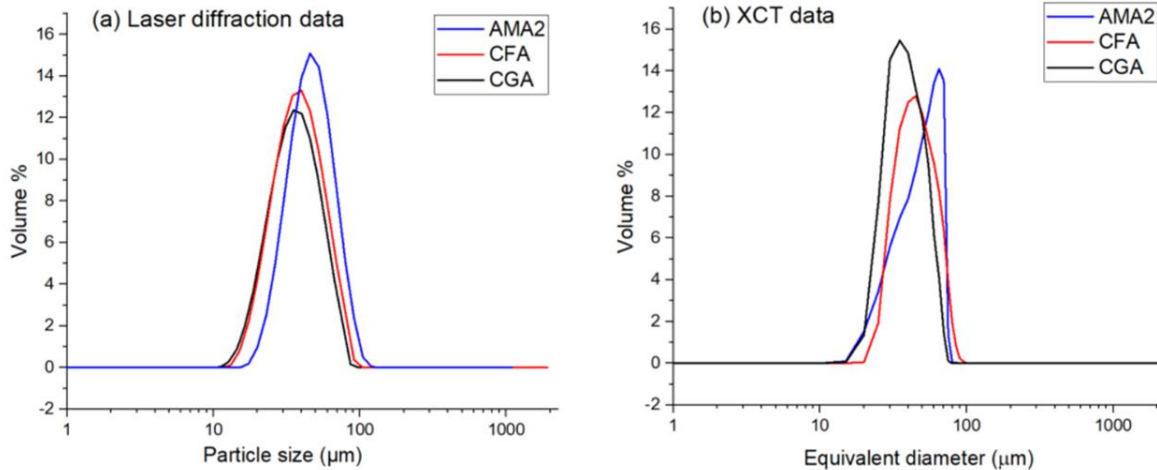 (a) Laser diffraction data
AMA2
CFA
CGA
Volume %
16
14
12
10
8
6
4
2
0
-2
1
10
100
1000
Particle size (µm)
(b) XCT data
AMA2
CFA
CGA
Volume %
16
14
12
10
8
6
4
2
0
-2
1
10
100
1000
Equivalent diameter (µm)